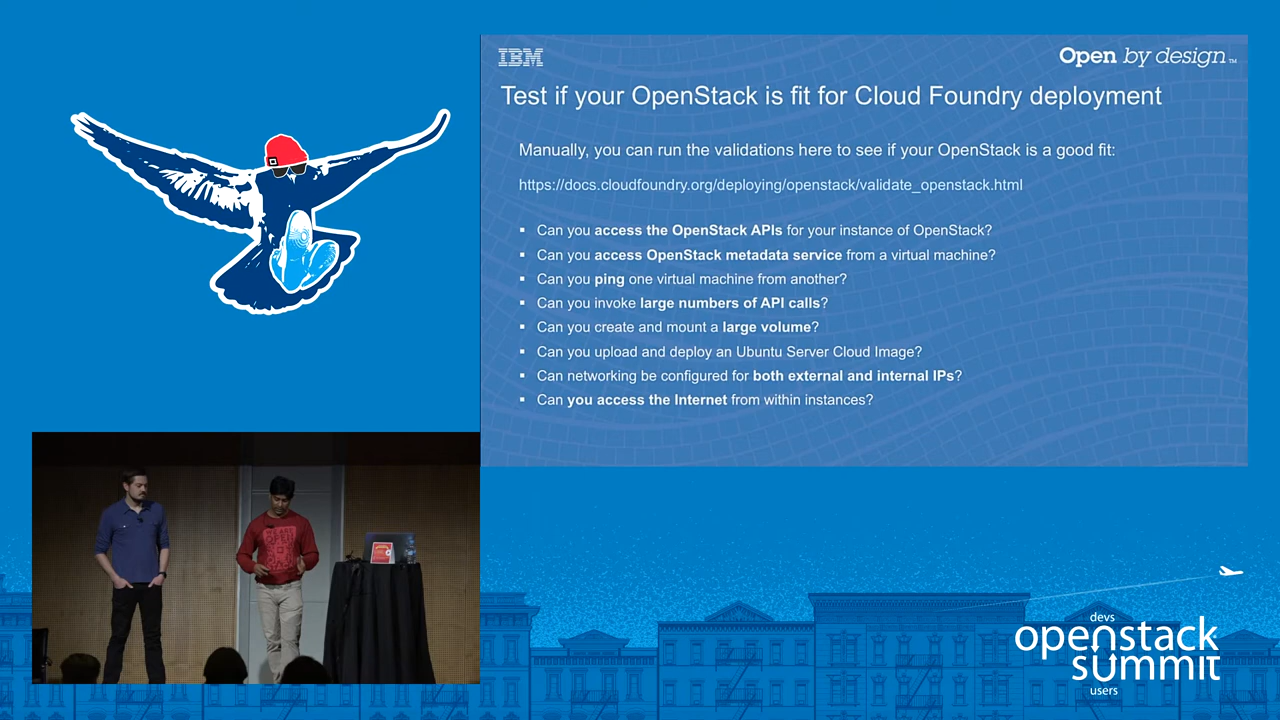 IBM
Open by design™
Test if your OpenStack is fit for Cloud Foundry deployment
Manually, you can run the validations here to see if your OpenStack is a good fit:
https://docs.cloudfoundry.org/deploying/openstack/validate_openstack.html
▪ Can you access the OpenStack APIs for your instance of OpenStack?
▪ Can you access OpenStack metadata service from a virtual machine?
▪ Can you ping one virtual machine from another?
▪ Can you invoke large numbers of API calls?
▪ Can you create and mount a large volume?
▪ Can you upload and deploy an Ubuntu Server Cloud Image?
▪ Can networking be configured for both external and internal IPs?
▪ Can you access the Internet from within instances?
devs
openstack
summit
users